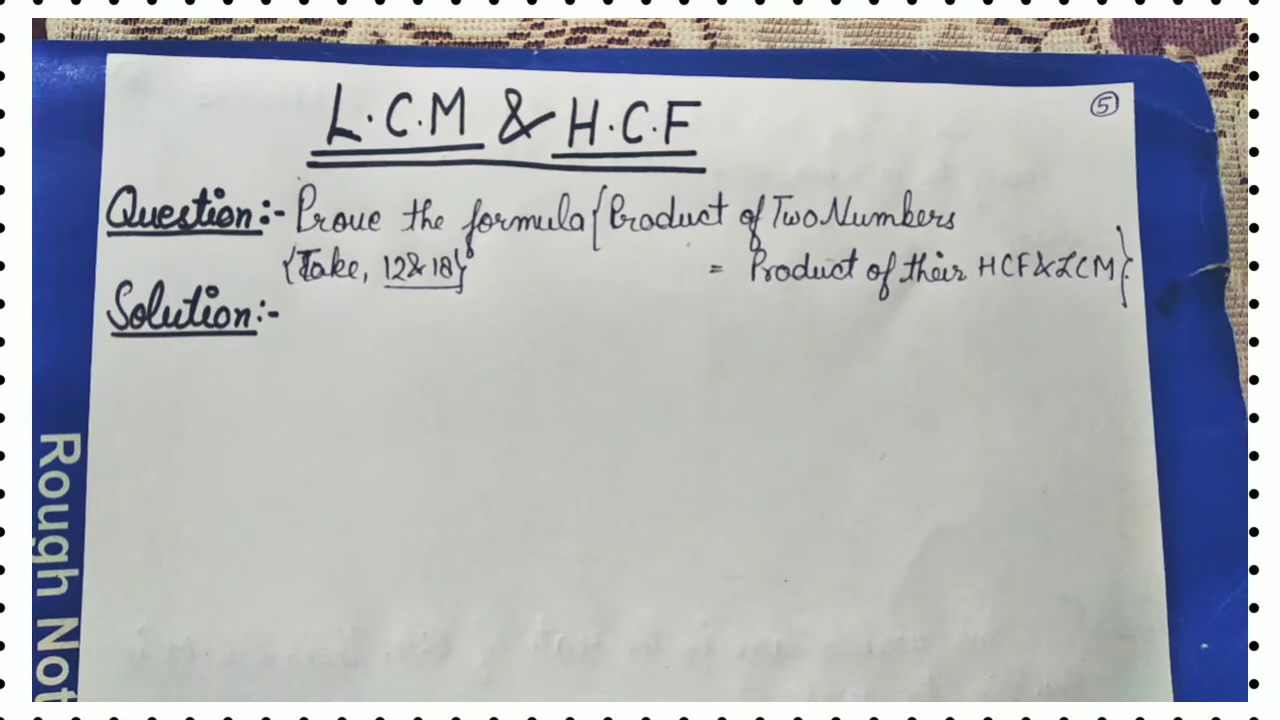 L.C.M & H.C.F
5
Question:- Prove the formula {Product of Two Numbers
{Take, 12&18} = Product of their HCF&LCM}
Solution:-
Rough Not